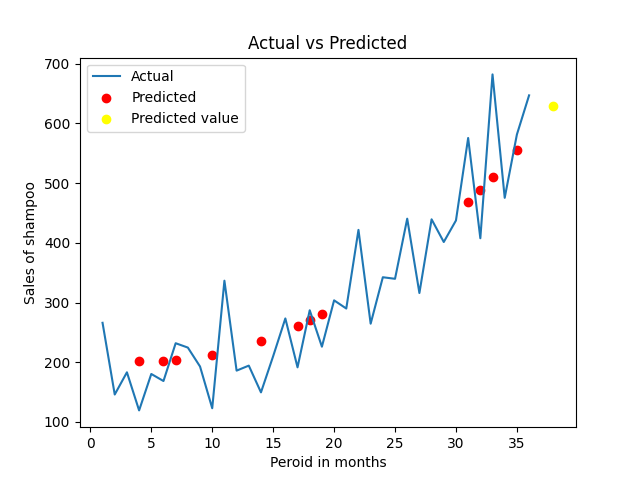 Actual vs Predicted
Actual
Predicted
Predicted value
700
600
500
400
300
200
100
Sales of shampoo
0 5 10 15 20 25 30 35
Peroid in months